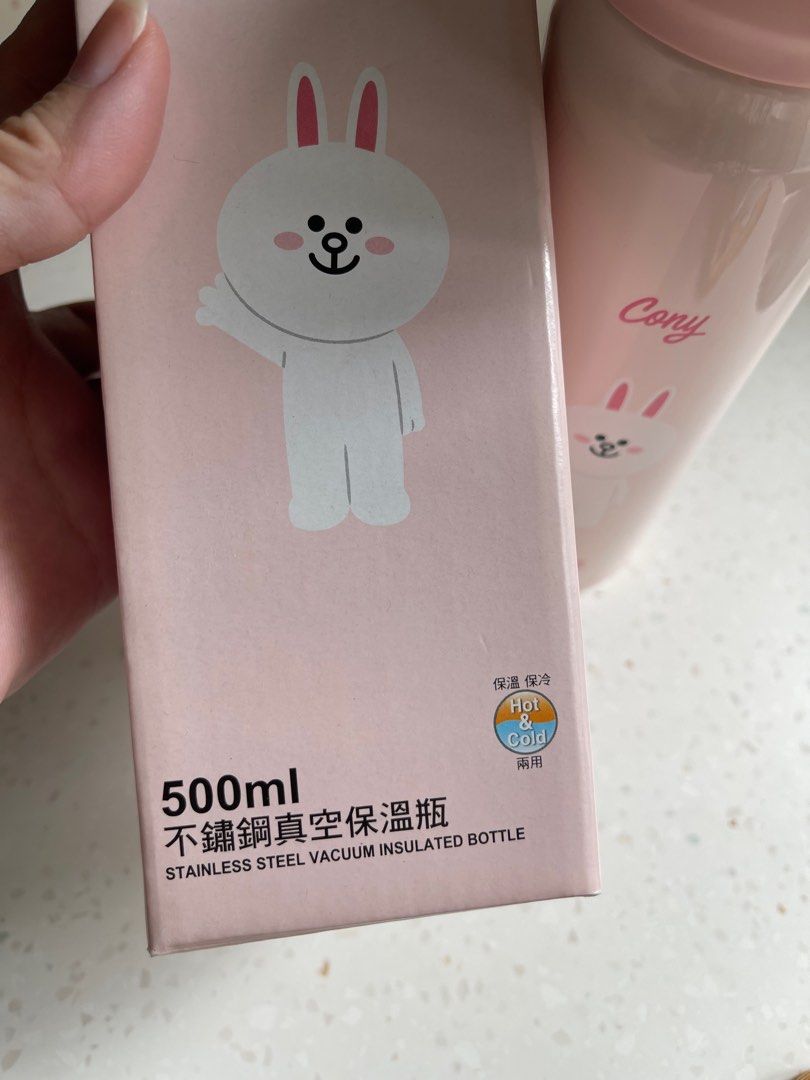 Cony
保溫 保冷
Hot
&
Cold
兩用
500ml
不鏽鋼真空保溫瓶
STAINLESS STEEL VACUUM INSULATED BOTTLE